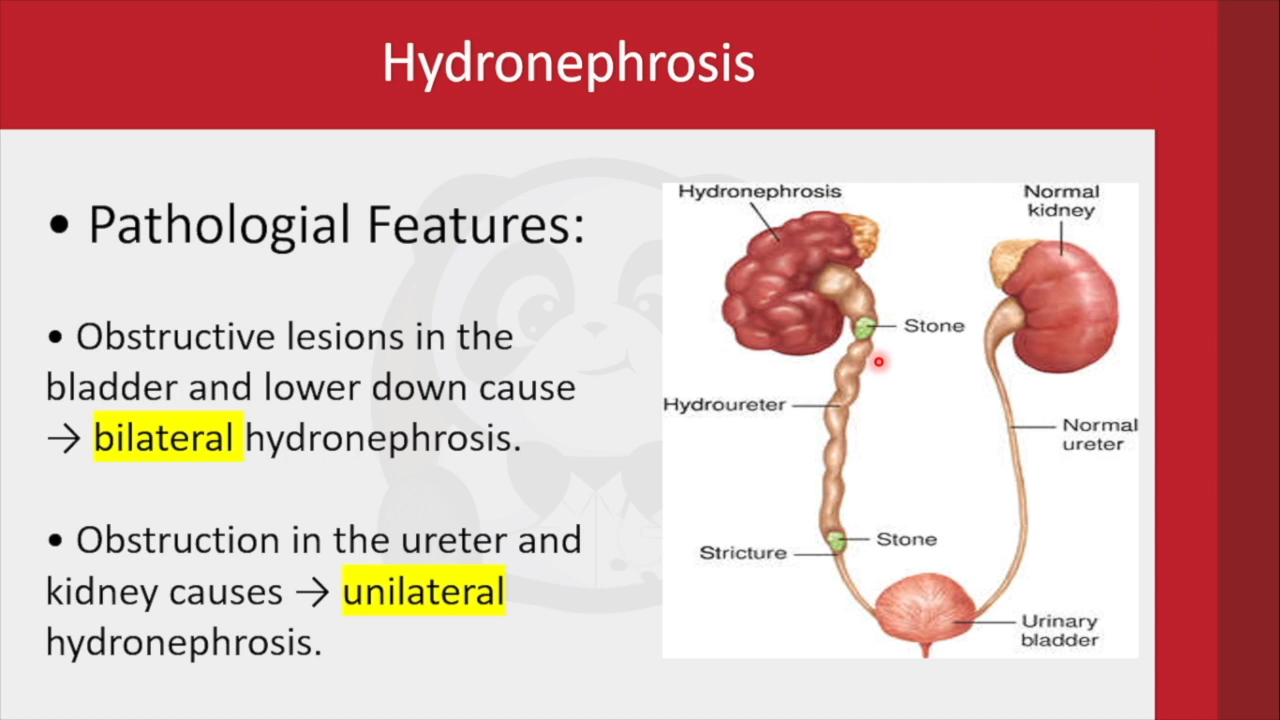 Hydronephrosis
• Pathologial Features:
• Obstructive lesions in the
bladder and lower down cause
→ bilateral hydronephrosis.
• Obstruction in the ureter and
kidney causes → unilateral
hydronephrosis.
Hydronephrosis
Normal
kidney
Stone
Hydroureter
Normal
ureter
Stone
Stricture
Urinary
bladder